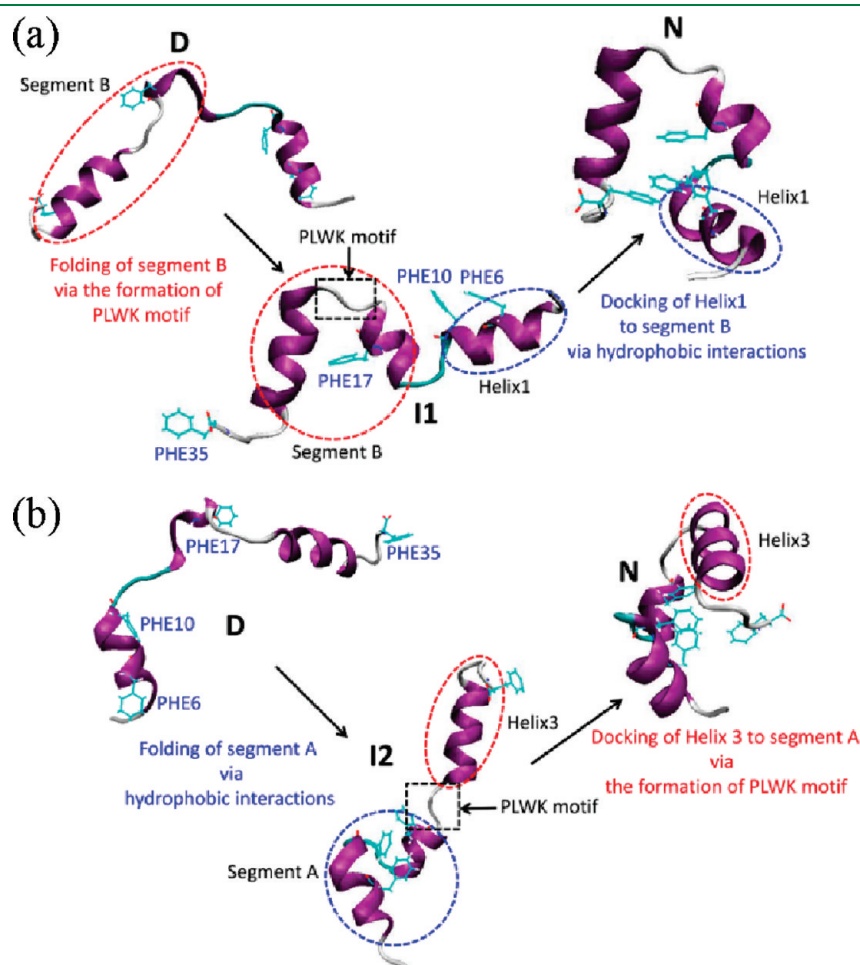 (a)
D
Segment B
Folding of segment B
via the formation of
PLWK motif
PLWK motif
PHE10 PHE6
PHE17
Helix1
I1
PHE35
Segment B
N
Helix1
Docking of Helix1
to segment B
via hydrophobic interactions
(b)
PHE17
PHE35
PHE10
D
PHE6
Folding of segment A
via
hydrophobic interactions
I2
Helix3
PLWK motif
Segment A
N
Helix3
Docking of Helix 3 to segment A
via
the formation of PLWK motif